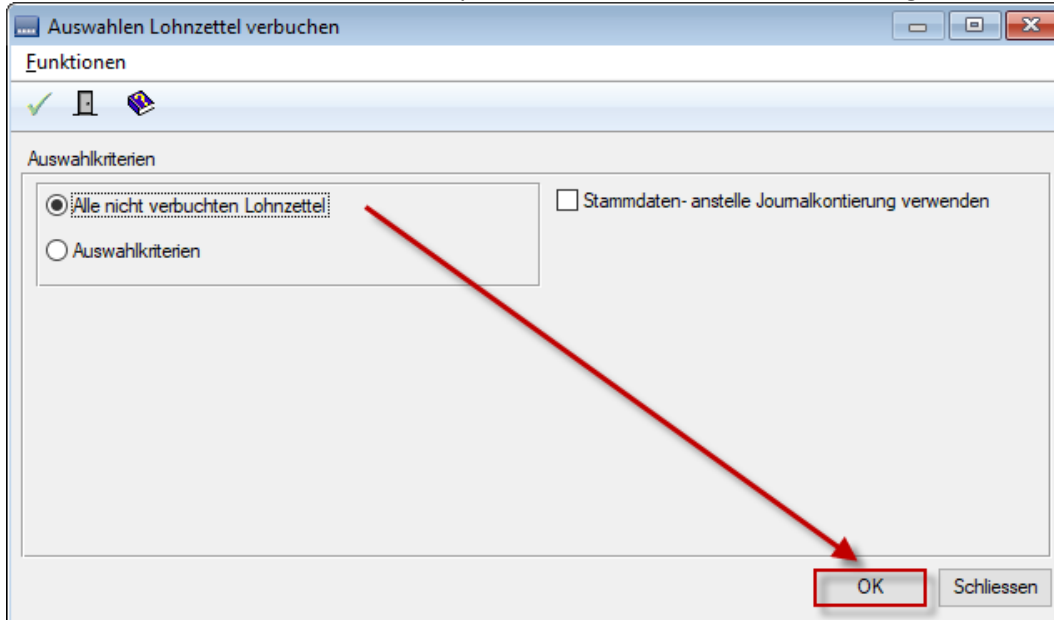 Auswahlen Lohnzettel verbuchen
Funktionen
Auswahlkriterien
Alle nicht verbuchten Lohnzettel
Stammdaten- anstelle Journalkontierung verwenden
Auswahlkriterien
OK
Schliessen